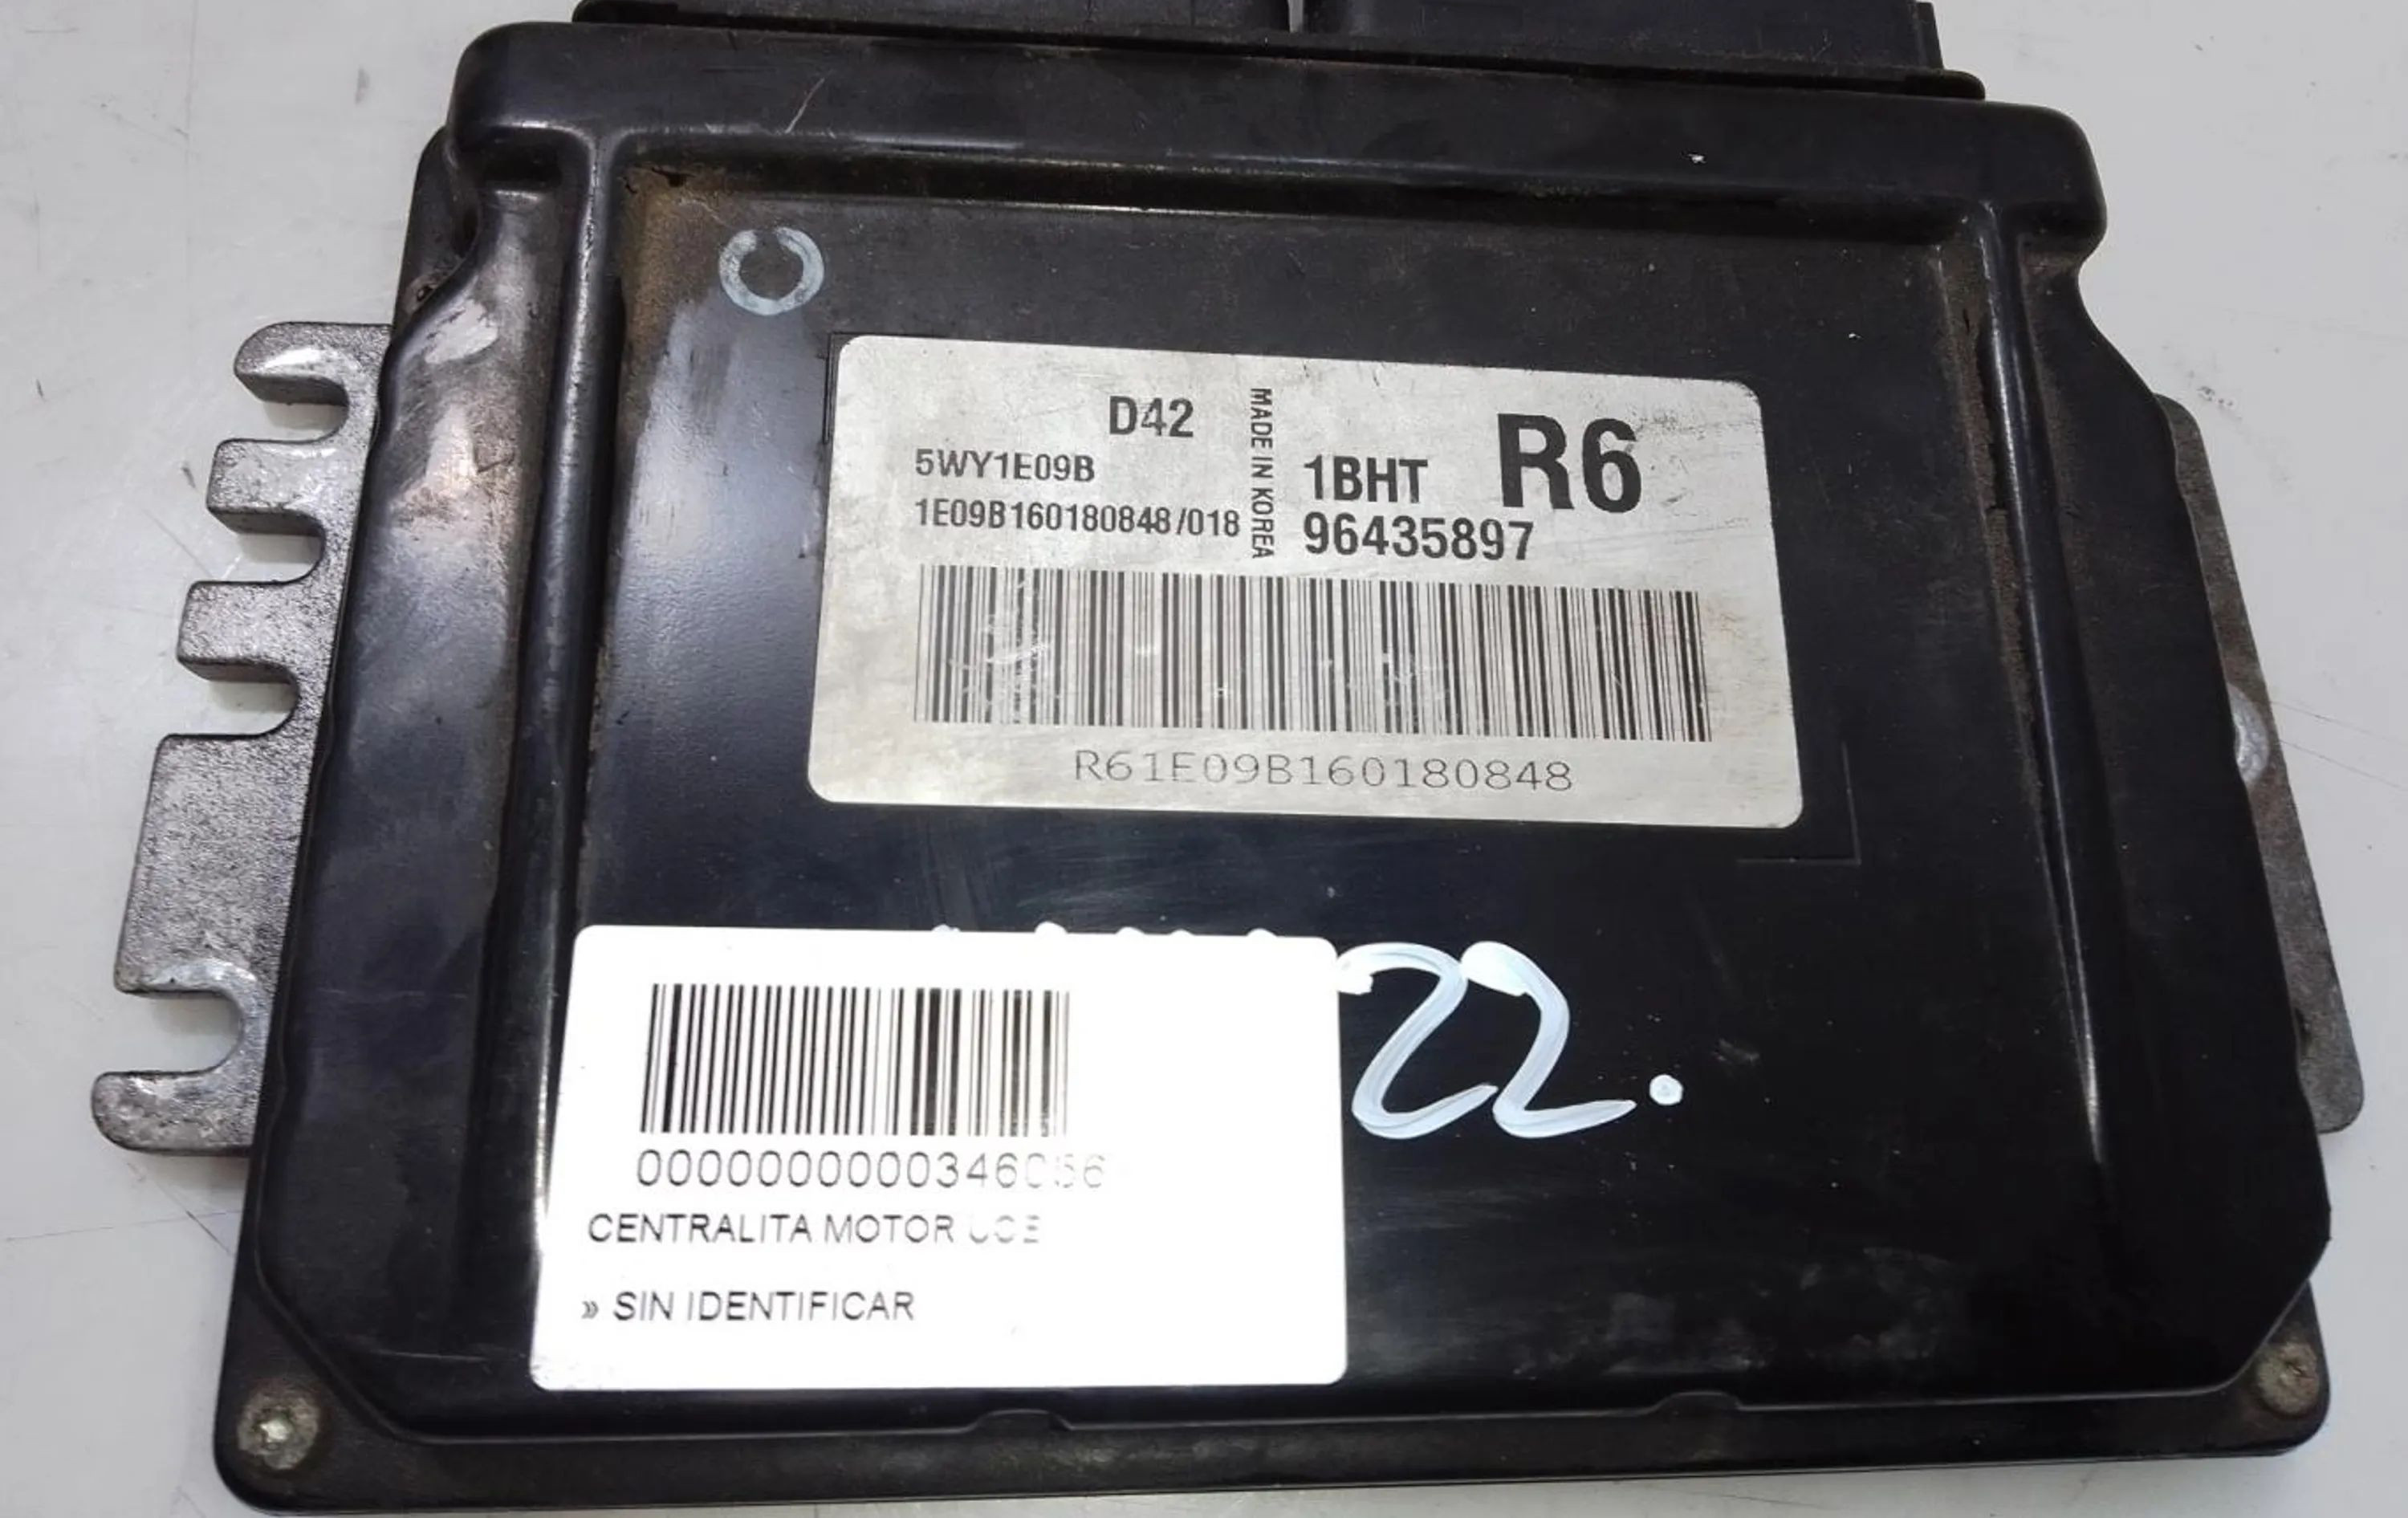 D42
5WY1E09B
1E09B160180848/018
MADE IN KOREA
1BHT R6
96435897
R61E09B160180848
22.
CENTRALITA MOTOR
» SIN IDENTIFICAR